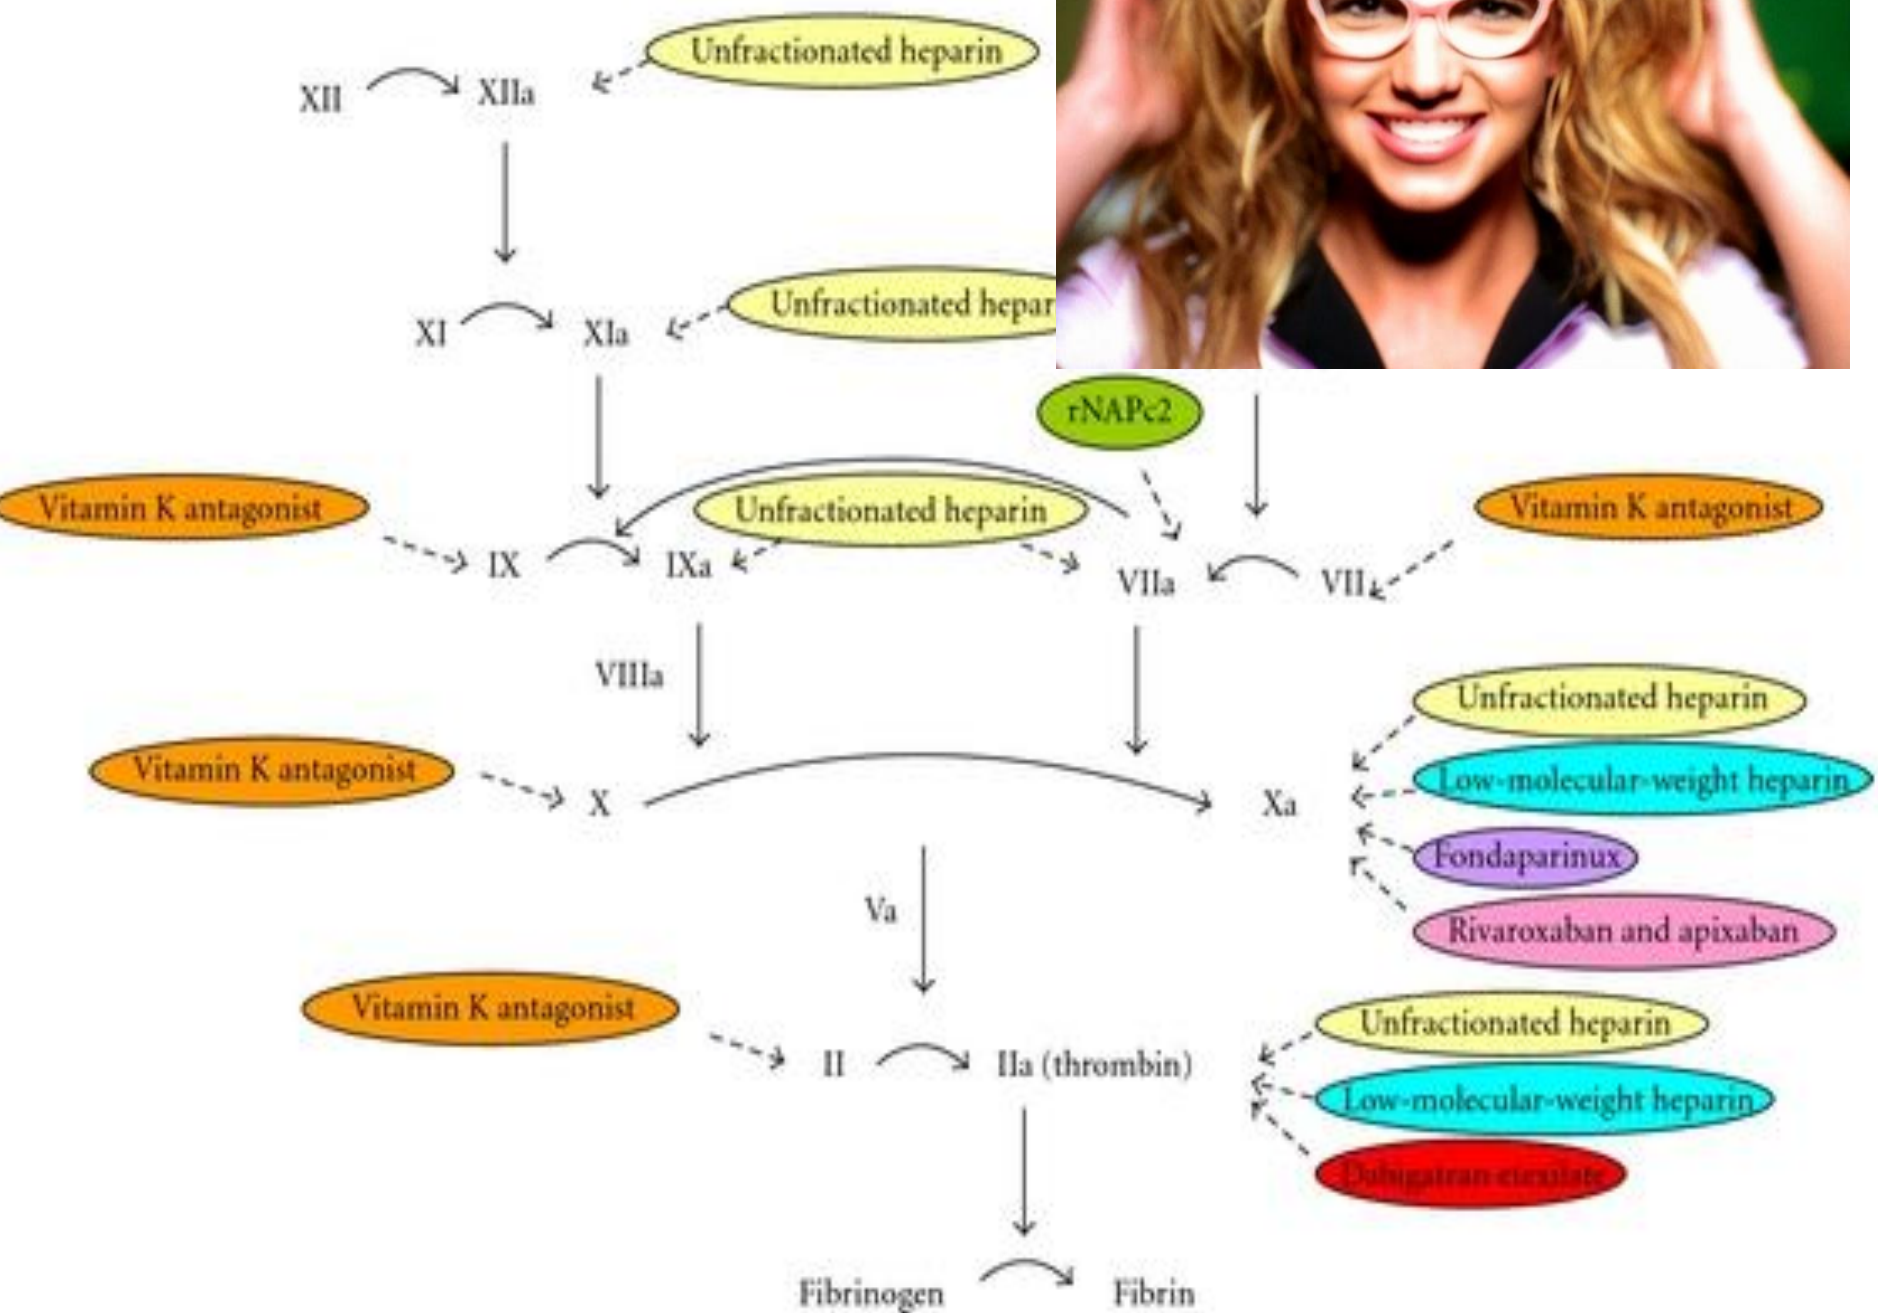 Unfractionated heparin
XII
XIIa
Unfractionated hepar
XI
XIa
rNAPc2
Vitamin K antagonist
Unfractionated heparin
Vitamin K antagonist
IX
IXa
VIIa
VII
VIIIa
Unfractionated heparin
Vitamin K antagonist
Low-molecular-weight heparin
X
Xa
Fondaparinux
Va
Rivaroxaban and apixaban
Vitamin K antagonist
Unfractionated heparin
II
IIa (thrombin)
Low-molecular-weight heparin
Dabigatran etexilate
Fibrinogen
Fibrin